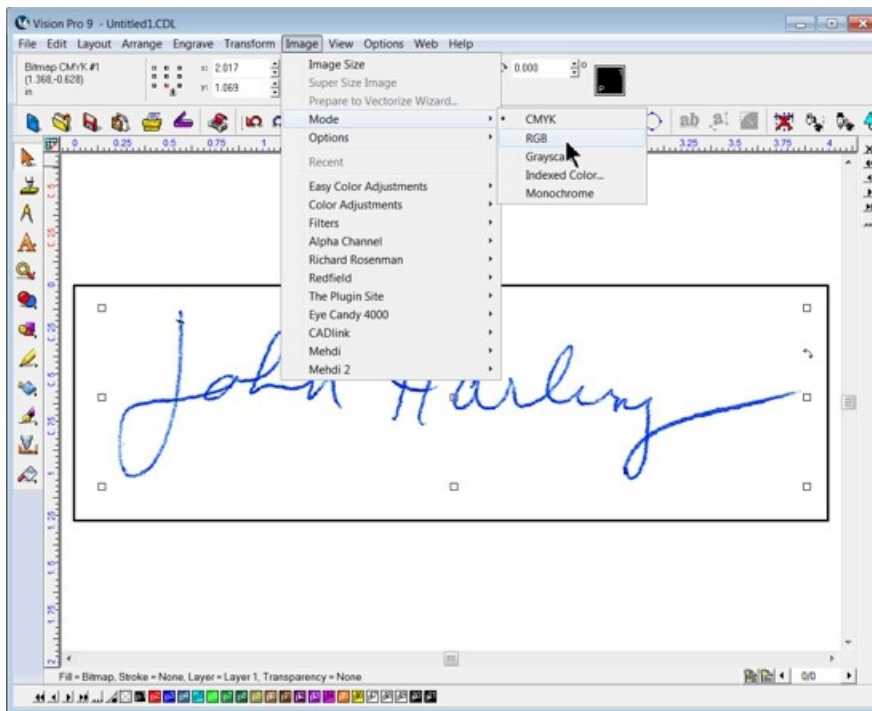 Vision Pro 9 - Untitled1.CDL
File Edit Layout Arrange Engrave Transform Image View Options Web Help
Bitmap CMYK #1
(1.368,-0.628)
in
x: 2.017
y: 1.069
0.000
Image Size
Super Size Image
Prepare to Vectorize Wizard...
Mode
Options
Recent
Easy Color Adjustments
Color Adjustments
Filters
Alpha Channel
Richard Rosenman
Redfield
The Plugin Site
Eye Candy 4000
CADlink
Mehdi
Mehdi 2
CMYK
RGB
Grayscal
Indexed Color...
Monochrome
0 0.25 0.5 0.75 1 3.25 3.5 3.75 4
John Harling
Fill = Bitmap, Stroke = None, Layer = Layer 1, Transparency = None
0/0